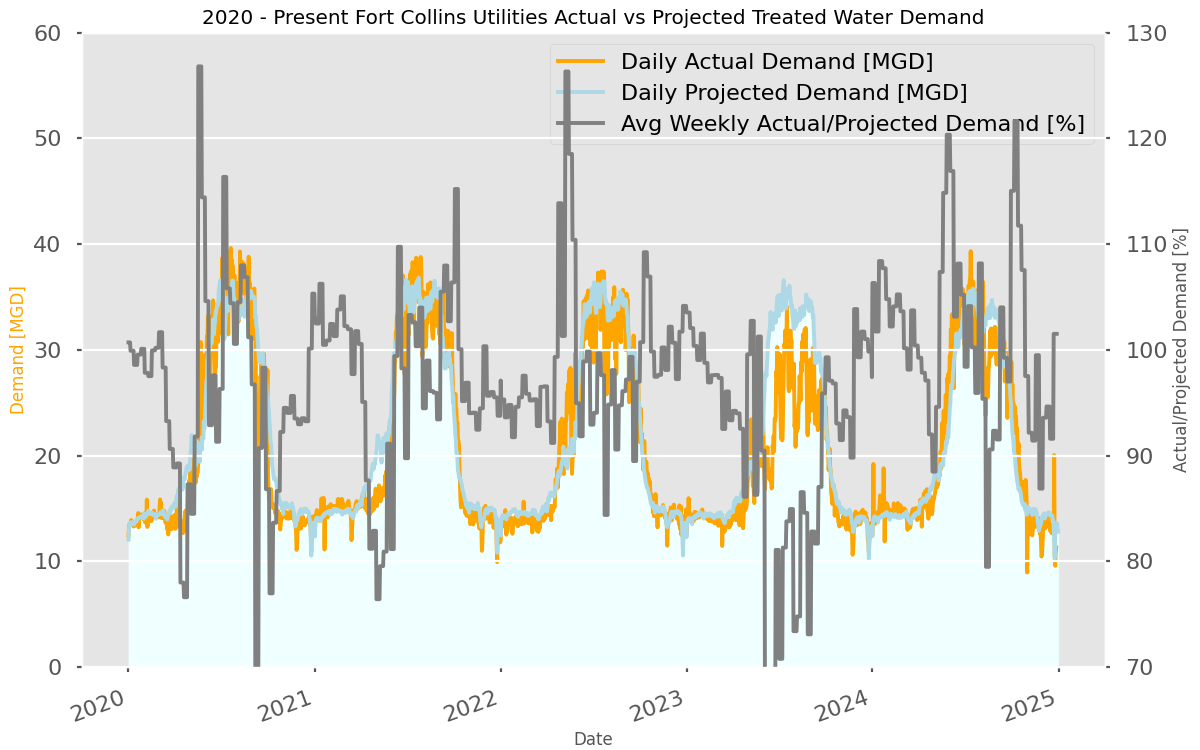 2020 - Present Fort Collins Utilities Actual vs Projected Treated Water Demand
Daily Actual Demand [MGD]
Daily Projected Demand [MGD]
Avg Weekly Actual/Projected Demand [%]
60
50
40
30
20
10
0
Demand [MGD]
130
120
110
100
90
80
70
Actual/Projected Demand [%]
2020
2021
2022
2023
2024
2025
Date